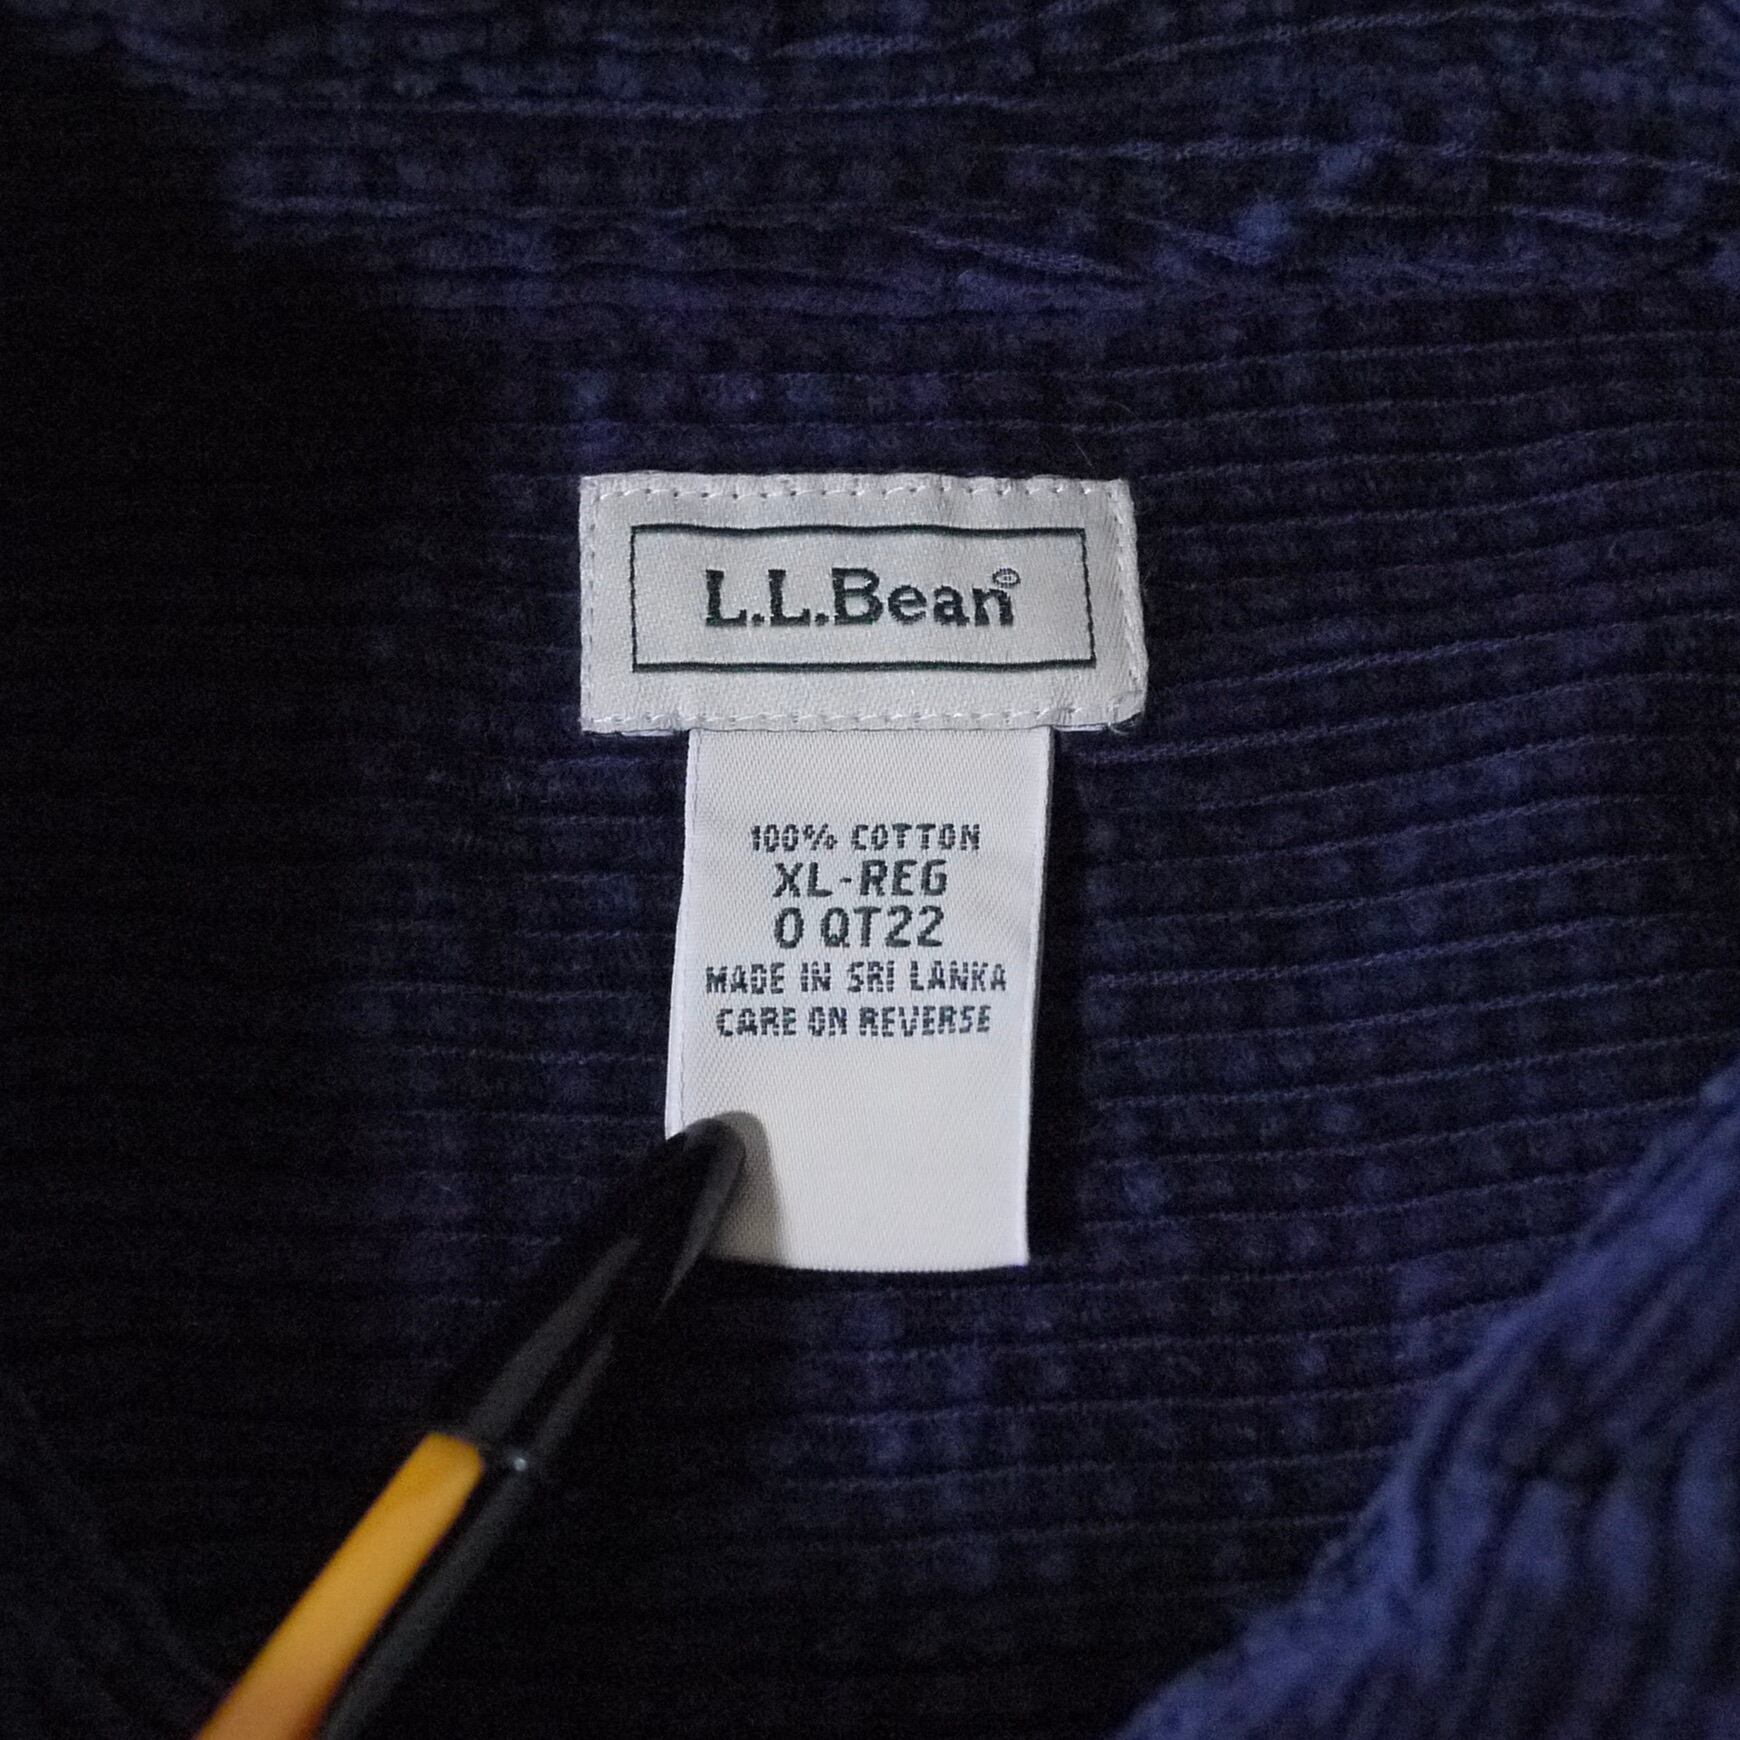 L.L.Bean®
100% COTTON
XL-REG
0 QT22
MADE IN SRI LANKA
CARE ON REVERSE